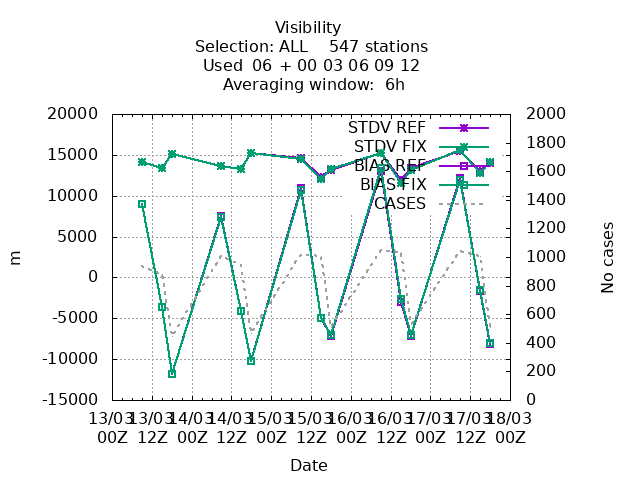 Visibility
Selection: ALL    547 stations
Used  06 + 00 03 06 09 12
Averaging window:  6h
20000
15000
10000
5000
0
-5000
-10000
-15000
m
2000
1800
1600
1400
1200
1000
800
600
400
200
0
No cases
STDV REF
STDV FIX
BIAS REF
BIAS FIX
CASES
13/03 13/03 14/03 14/03 15/03 15/03 16/03 16/03 17/03 17/03 18/03
00Z 12Z 00Z 12Z 00Z 12Z 00Z 12Z 00Z 12Z 00Z
Date